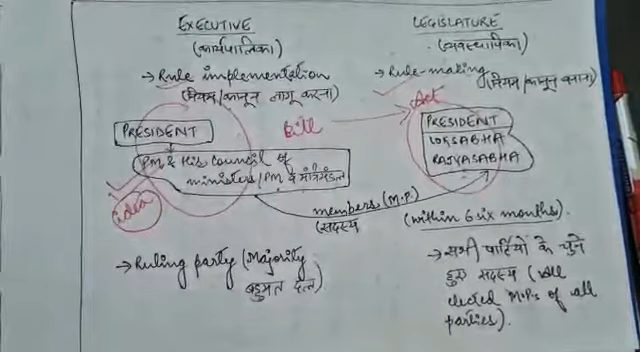 EXECUTIVE
(कार्यपालिका)
→ Rule implementation
(नियम/कानून लागू करना)
PRESIDENT
PM & His Council of
ministers/PM & मंत्रिमंडल
idea
→ Ruling party (Majority
बहुमत दल)
Bill
members (M.P.)
(सदस्य
LEGISLATURE
(व्यवस्थापिका)
→ Rule-making
(नियम/कानून बनाना)
Act
PRESIDENT
LOKSABHA
RAJYASABHA
(within 6 six months).
→ सभी पार्टियों के चुने
हुए सदस्य (all
elected M.P.s of all
parties).